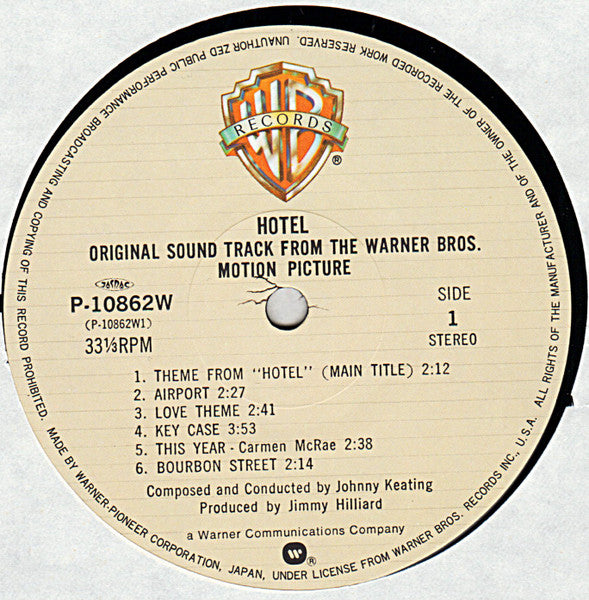 WB
RECORDS
®
HOTEL
ORIGINAL SOUND TRACK FROM THE WARNER BROS.
MOTION PICTURE
P-10862W
(P-10862W1)
33⅓RPM
SIDE
1
STEREO
1. THEME FROM "HOTEL" (MAIN TITLE) 2:12
2. AIRPORT 2:27
3. LOVE THEME 2:41
4. KEY CASE 3:53
5. THIS YEAR - Carmen McRae 2:38
6. BOURBON STREET 2:14
Composed and Conducted by Johnny Keating
Produced by Jimmy Hilliard
a Warner Communications Company
®
MADE BY WARNER-PIONEER CORPORATION, JAPAN, UNDER LICENSE FROM WARNER BROS. RECORDS INC., U.S.A. ALL RIGHTS OF THE MANUFACTURER AND OF THE OWNER OF THE RECORDED WORK RESERVED. UNAUTHORIZED PUBLIC PERFORMANCE BROADCASTING AND COPYING OF THIS RECORD PROHIBITED.